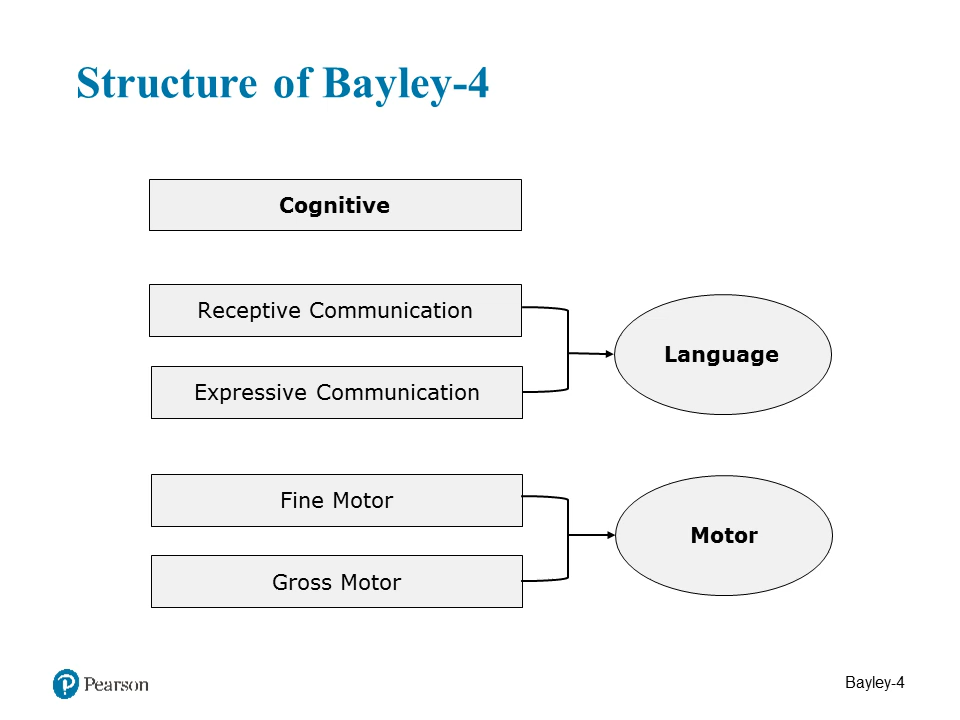 Structure of Bayley-4
Cognitive
Receptive Communication
Expressive Communication
Language
Fine Motor
Gross Motor
Motor
Pearson
Bayley-4